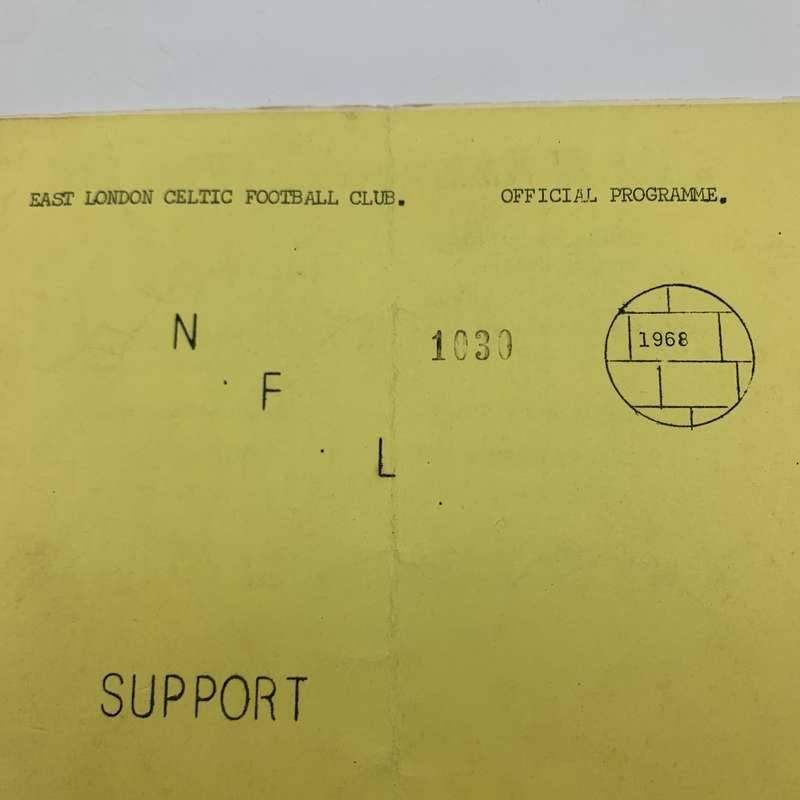 EAST LONDON CELTIC FOOTBALL CLUB. OFFICIAL PROGRAMME.
N
1030
1968
F
L
SUPPORT